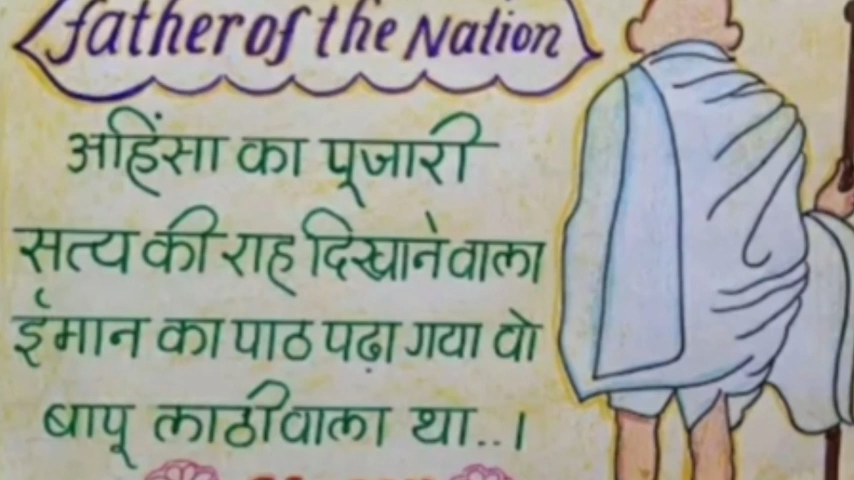 father of the Nation
अहिंसा का पूजारी
सत्य की राह दिखाने वाला
ईमान का पाठ पढ़ा गया वो
बापू लाठीवाला था..।